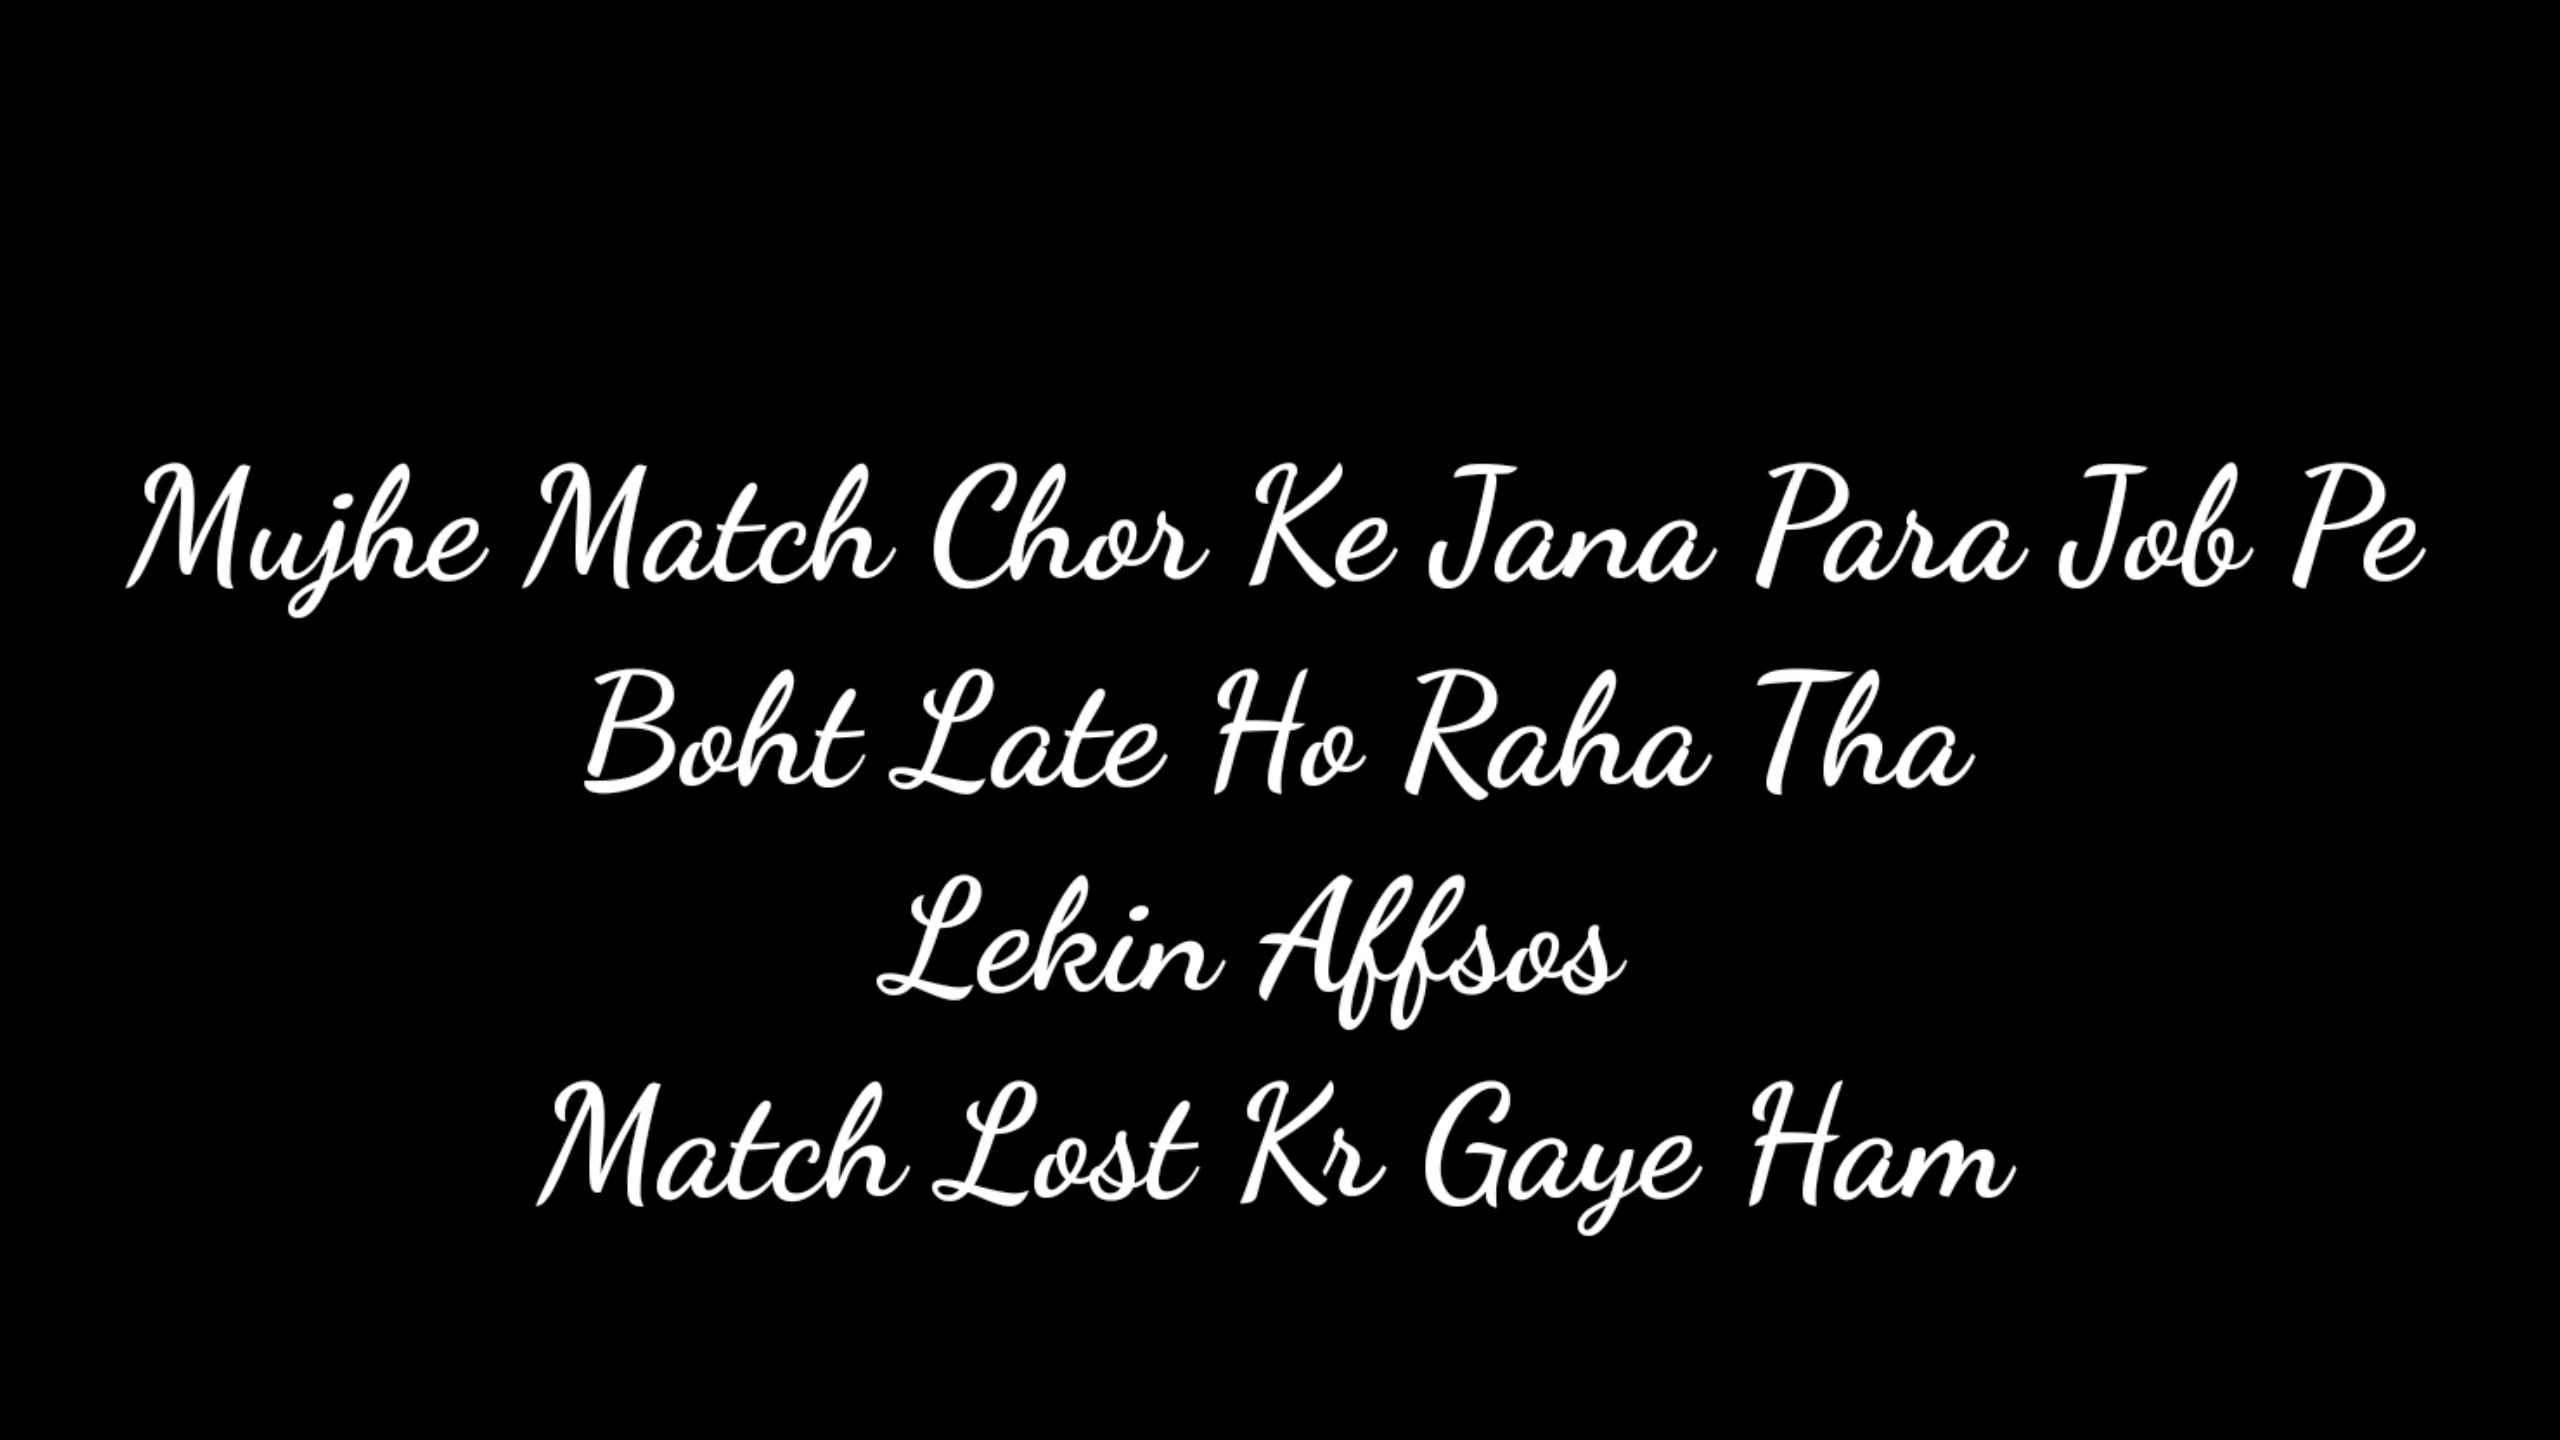 Mujhe Match Chor Ke Jana Para Job Pe
Boht Late Ho Raha Tha
Lekin Affsos
Match Lost Kr Gaye Ham